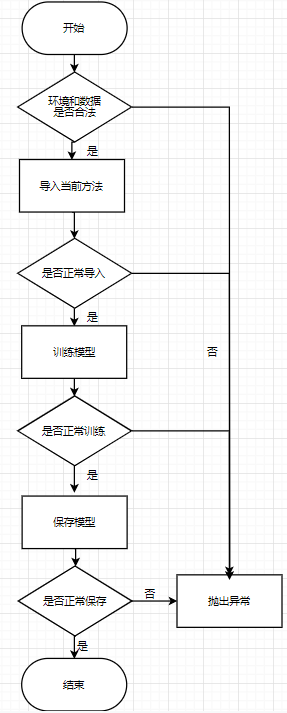 开始
环境和数据
是否合法
是
导入当前方法
是否正常导入
是
训练模型
否
是否正常训练
是
保存模型
是否正常保存
否
抛出异常
是
结束